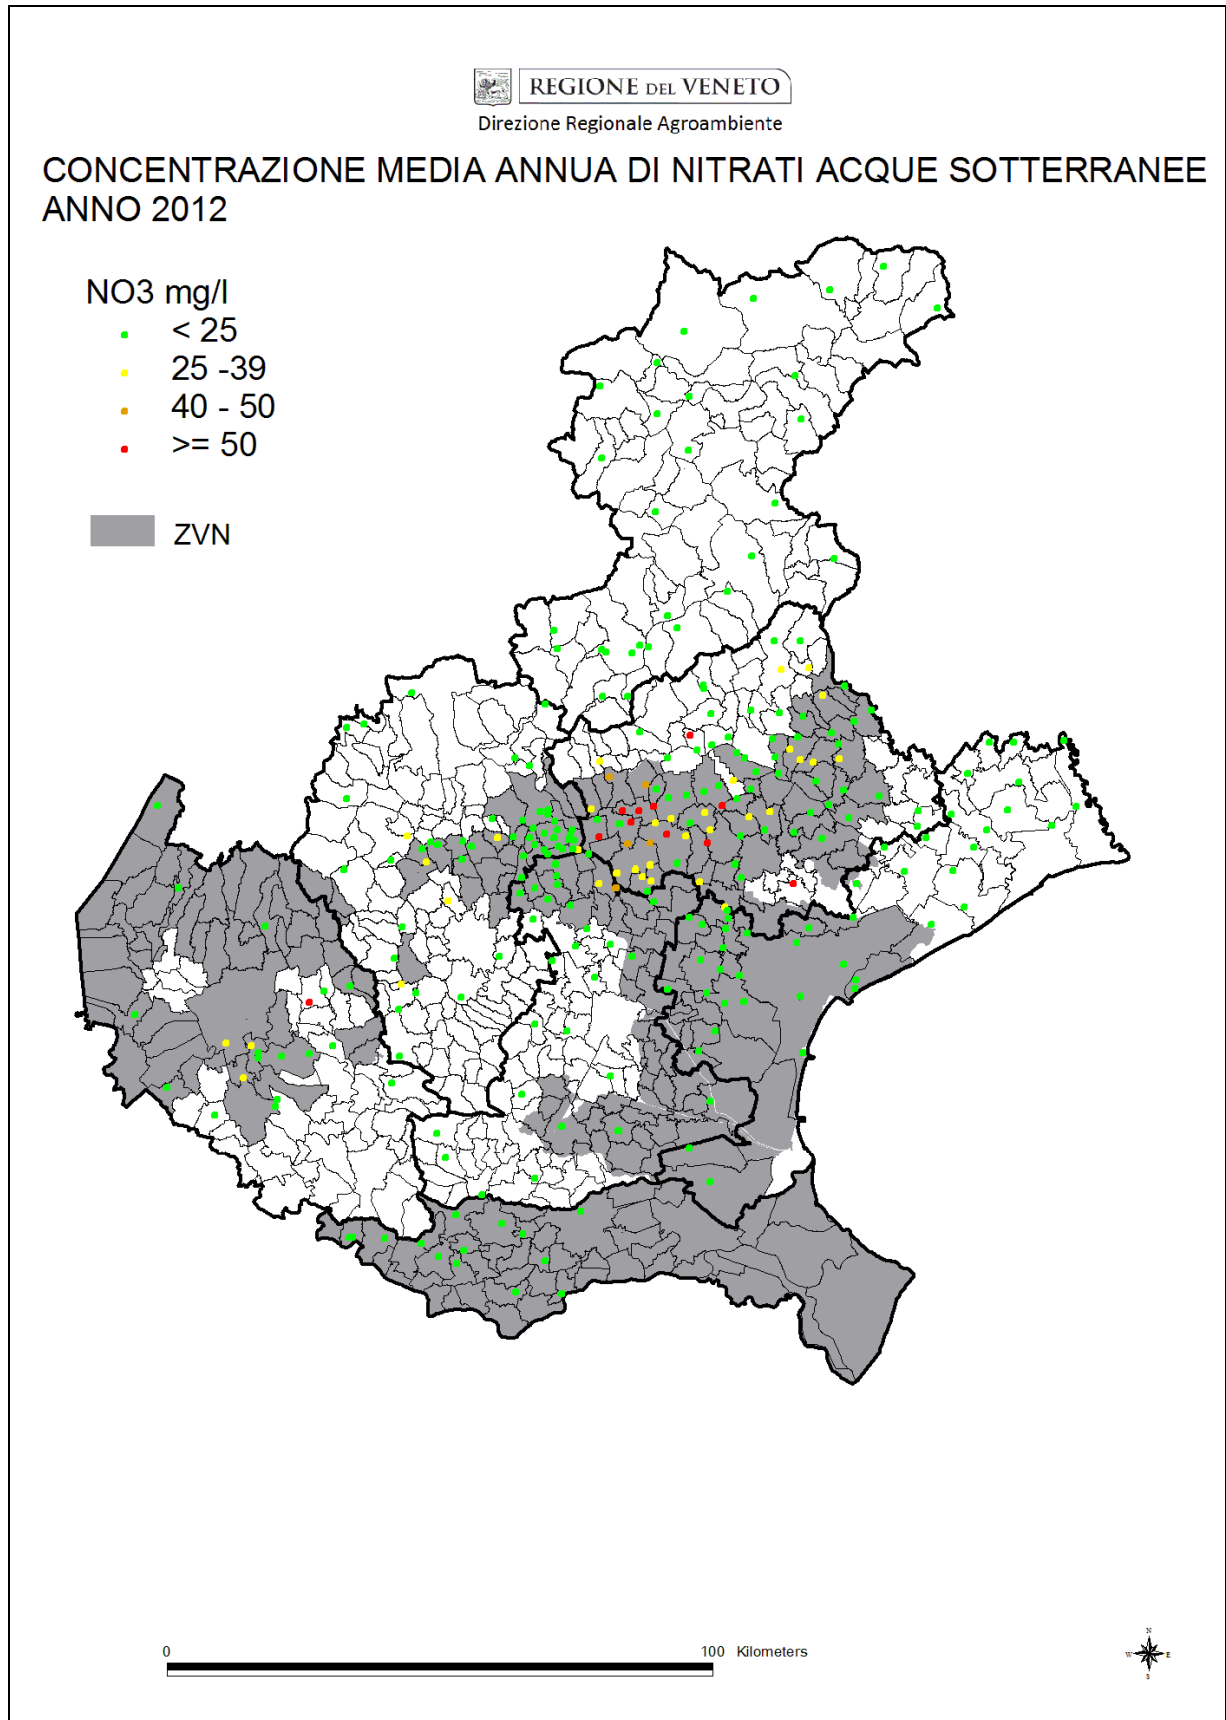 REGIONE DEL VENETO
Direzione Regionale Agroambiente
CONCENTRAZIONE MEDIA ANNUA DI NITRATI ACQUE SOTTERRANEE
ANNO 2012
NO3 mg/l
< 25
25 -39
40 - 50
>= 50
ZVN
0 100 Kilometers
N
W E
S